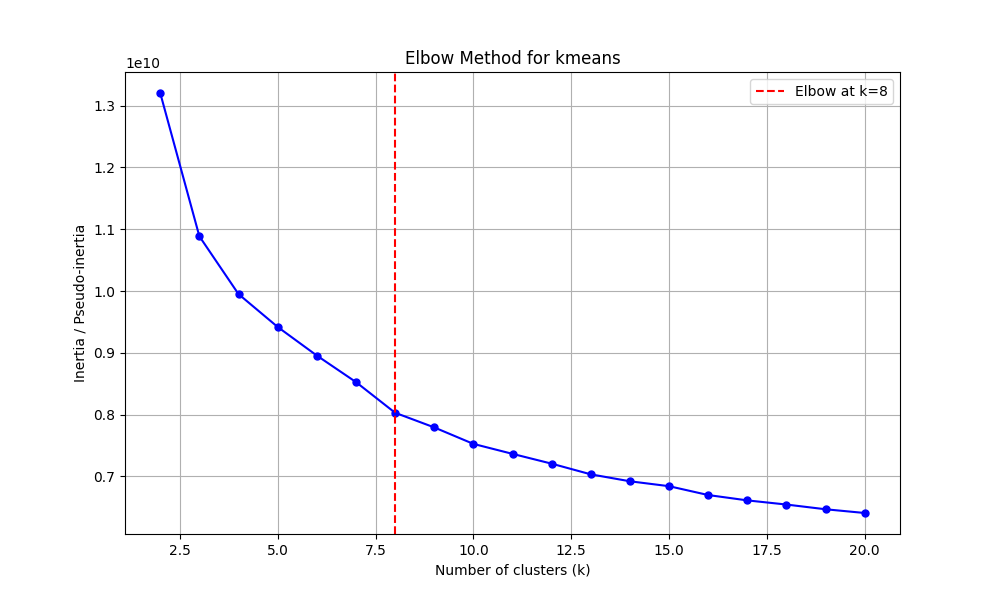 Elbow Method for kmeans
1e10
Elbow at k=8
1.3
1.2
1.1
1.0
0.9
0.8
0.7
Inertia / Pseudo-inertia
2.5 5.0 7.5 10.0 12.5 15.0 17.5 20.0
Number of clusters (k)